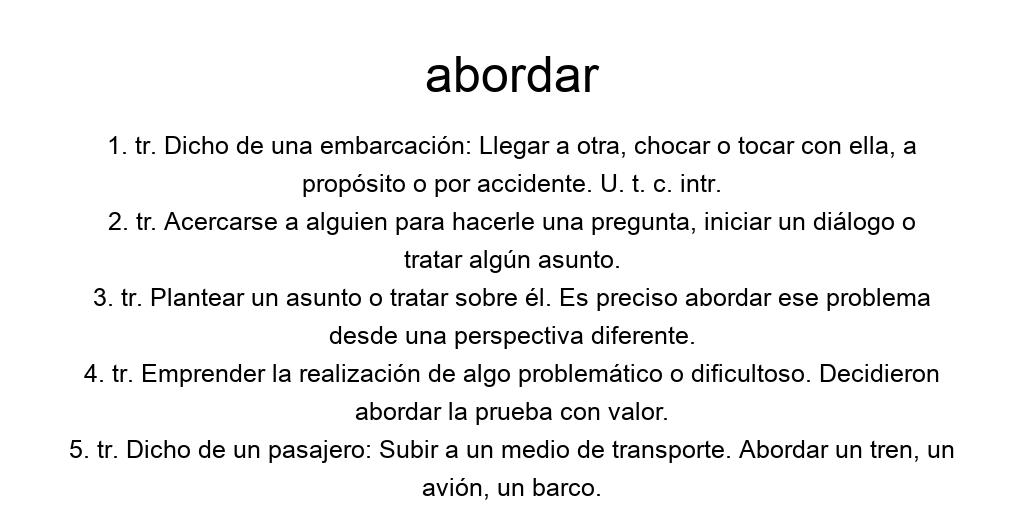 abordar
1. tr. Dicho de una embarcación: Llegar a otra, chocar o tocar con ella, a
propósito o por accidente. U. t. c. intr.
2. tr. Acercarse a alguien para hacerle una pregunta, iniciar un diálogo o
tratar algún asunto.
3. tr. Plantear un asunto o tratar sobre él. Es preciso abordar ese problema
desde una perspectiva diferente.
4. tr. Emprender la realización de algo problemático o dificultoso. Decidieron
abordar la prueba con valor.
5. tr. Dicho de un pasajero: Subir a un medio de transporte. Abordar un tren, un
avión, un barco.